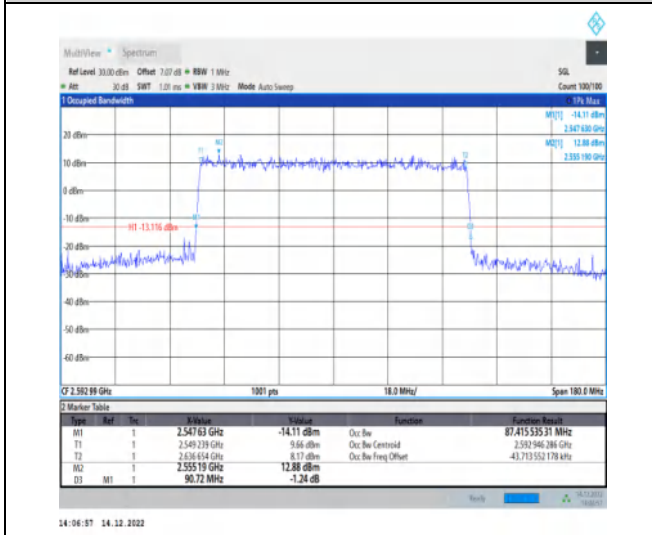 MultiView Spectrum
Ref Level 30.00 dBm Offset 7.07 dB RBW 1 MHz SGL
Att 30 dB SWT 1.01 ms VBW 3 MHz Mode Auto Sweep Count 100/100
1 Occupied Bandwidth 1Pk Max
M1[1] -14.11 dBm
2.547 630 GHz
M2[1] 12.88 dBm
2.555 190 GHz
20 dBm
10 dBm
0 dBm
-10 dBm
H1 -13.116 dBm
-20 dBm
-30 dBm
-40 dBm
-50 dBm
-60 dBm
T1 M2 T2
M1
CF 2.592 99 GHz 1001 pts 18.0 MHz/ Span 180.0 MHz
2 Marker Table
Type Ref Trc X-Value Y-Value Function Function Result
M1 1 2.547 63 GHz -14.11 dBm Occ Bw 87.415 535 31 MHz
T1 1 2.549 239 GHz 9.66 dBm Occ Bw Centroid 2.592 946 286 GHz
T2 1 2.636 654 GHz 8.17 dBm Occ Bw Freq Offset -43.713 552 178 kHz
M2 1 2.555 19 GHz 12.88 dBm
D3 M1 1 90.72 MHz -1.24 dB
Ready 14.12.2022
14:06:57 14.12.2022